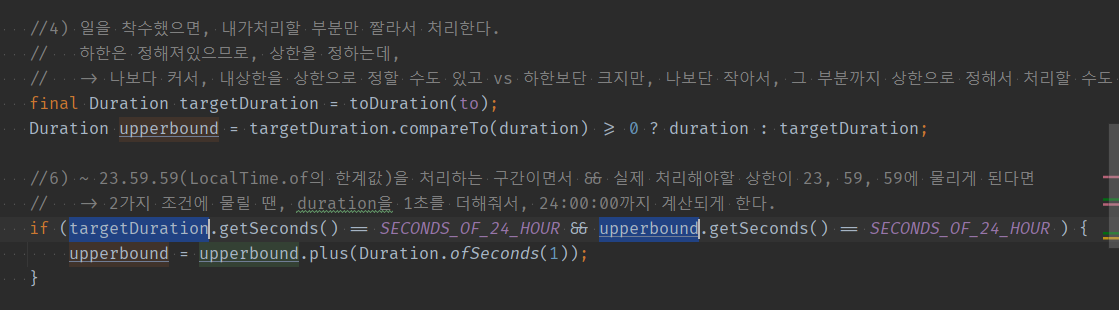 //4) 일을 착수했으면, 내가처리할 부분만 짤라서 처리한다.
// 하한은 정해져있으므로, 상한을 정하는데,
// -> 나보다 커서, 내상한을 상한으로 정할 수도 있고 vs 하한보단 크지만, 나보단 작아서, 그 부분까지 상한으로 정해서 처리할 수도
final Duration targetDuration = toDuration(to);
Duration upperbound = targetDuration.compareTo(duration) >= 0 ? duration : targetDuration;
//6) ~ 23.59.59(LocalTime.of의 한계값)을 처리하는 구간이면서 && 실제 처리해야할 상한이 23, 59, 59에 물리게 된다면
// -> 2가지 조건에 물릴 땐, duration을 1초를 더해줘서, 24:00:00까지 계산되게 한다.
if (targetDuration.getSeconds() == SECONDS_OF_24_HOUR && upperbound.getSeconds() == SECONDS_OF_24_HOUR ) {
upperbound = upperbound.plus(Duration.ofSeconds(1));
}